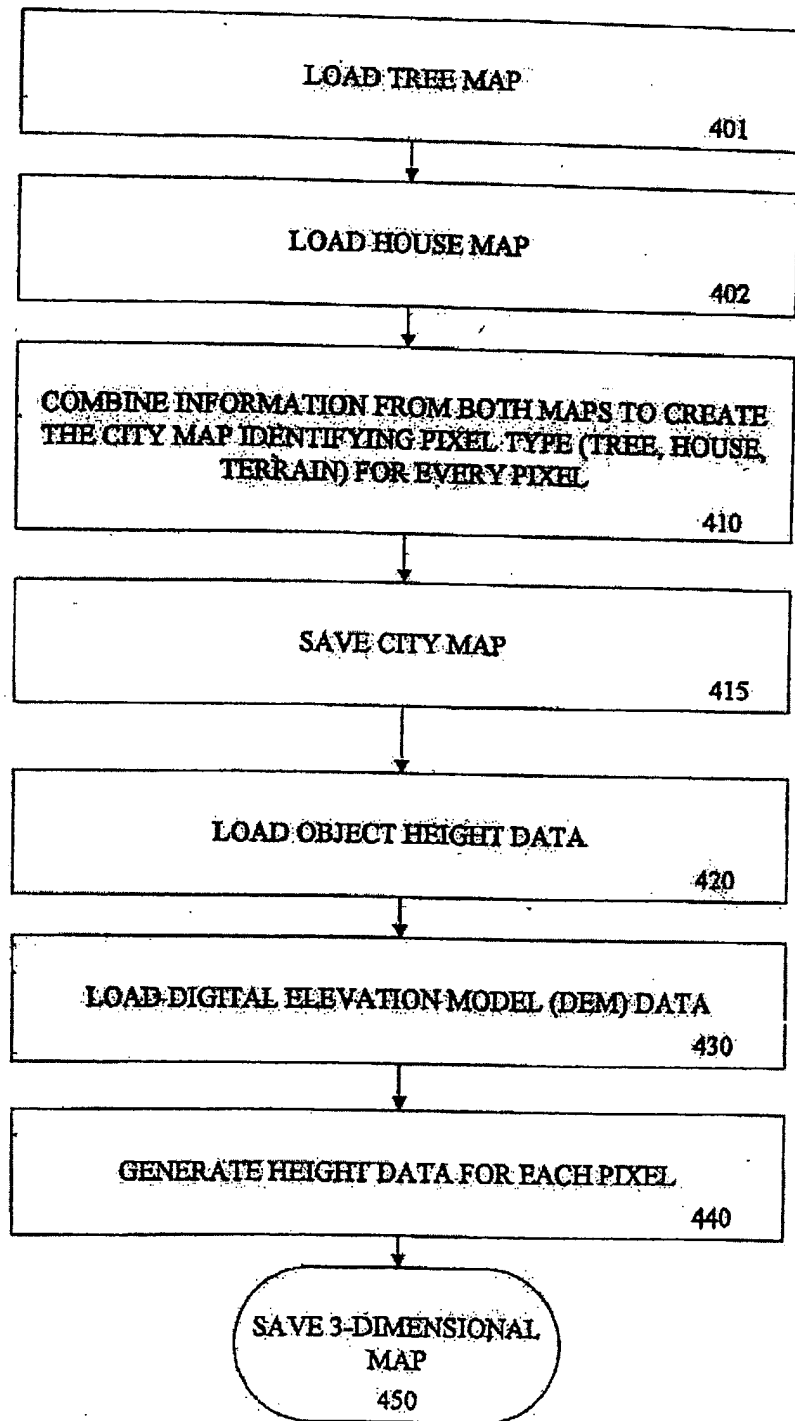 LOAD TREE MAP
401
LOAD HOUSE MAP
402
COMBINE INFORMATION FROM BOTH MAPS TO CREATE
THE CITY MAP IDENTIFYING PIXEL TYPE (TREE, HOUSE,
TERRAIN) FOR EVERY PIXEL
410
SAVE CITY MAP
415
LOAD OBJECT HEIGHT DATA
420
LOAD DIGITAL ELEVATION MODEL (DEM) DATA
430
GENERATE HEIGHT DATA FOR EACH PIXEL
440
SAVE 3-DIMENSIONAL
MAP
450